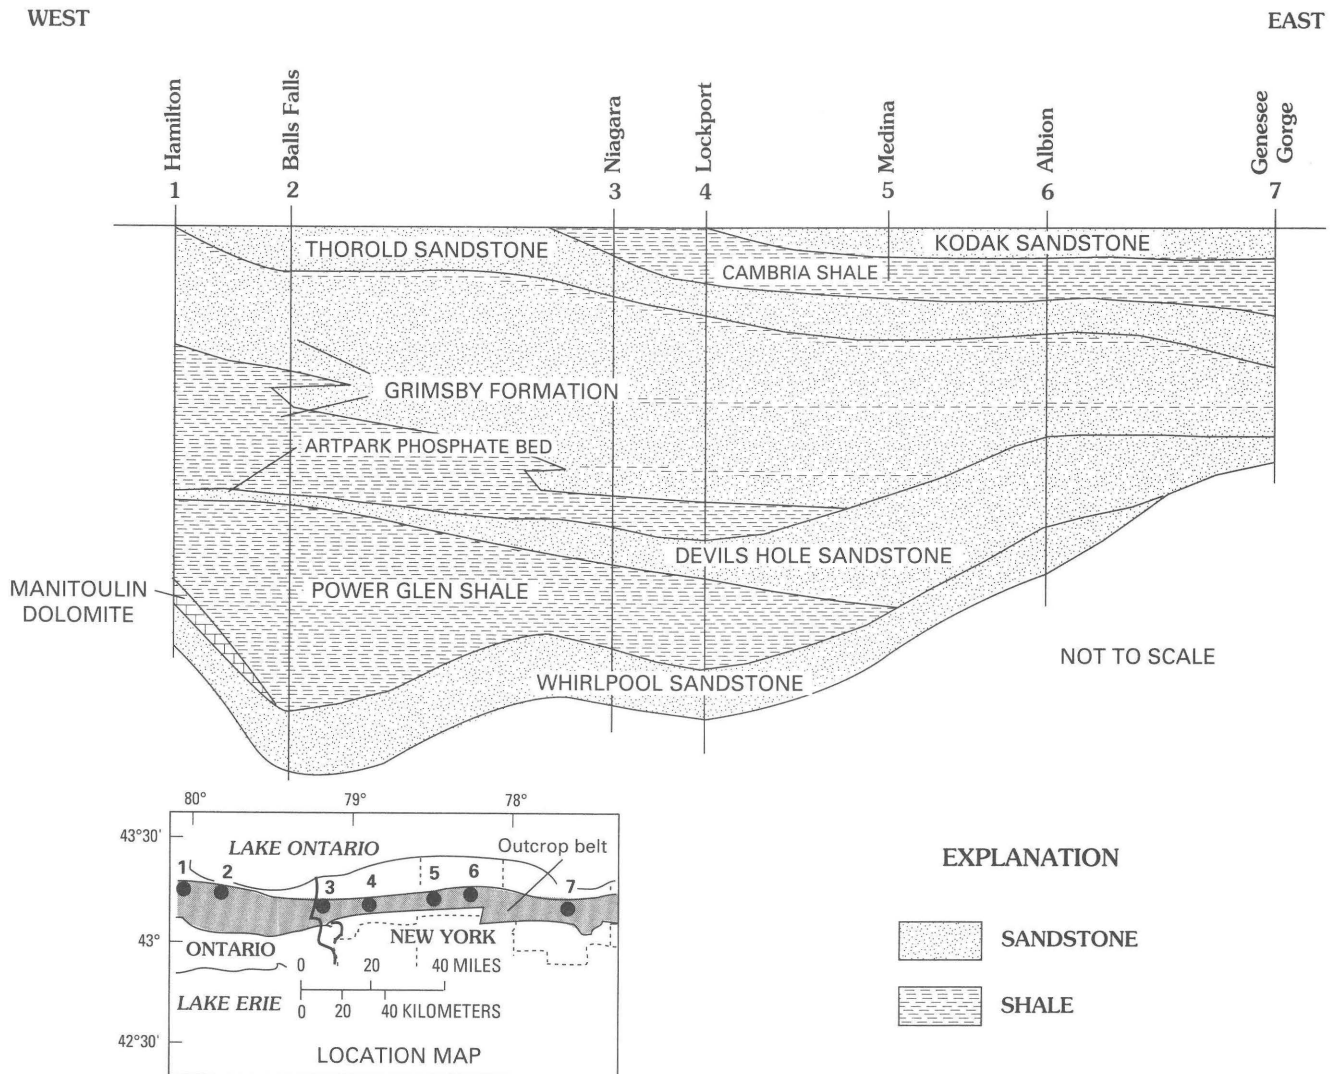 WEST
EAST
Hamilton
Balls Falls
Niagara
Lockport
Medina
Albion
Genesee
Gorge
1
2
3
4
5
6
7
THOROLD SANDSTONE
KODAK SANDSTONE
CAMBRIA SHALE
GRIMSBY FORMATION
ARTPARK PHOSPHATE BED
DEVILS HOLE SANDSTONE
MANITOULIN
DOLOMITE
POWER GLEN SHALE
NOT TO SCALE
WHIRLPOOL SANDSTONE
80°
79°
78°
43°30'
LAKE ONTARIO
Outcrop belt
1
2
3
4
5
6
7
43°
ONTARIO
NEW YORK
0 20 40 MILES
LAKE ERIE
0 20 40 KILOMETERS
42°30'
LOCATION MAP
EXPLANATION
SANDSTONE
SHALE